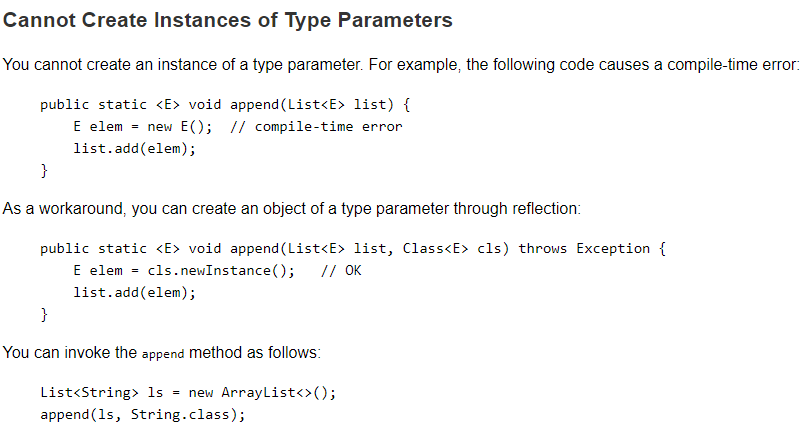 Cannot Create Instances of Type Parameters
You cannot create an instance of a type parameter. For example, the following code causes a compile-time error:
public static <E> void append(List<E> list) {
    E elem = new E();  // compile-time error
    list.add(elem);
}
As a workaround, you can create an object of a type parameter through reflection:
public static <E> void append(List<E> list, Class<E> cls) throws Exception {
    E elem = cls.newInstance();   // OK
    list.add(elem);
}
You can invoke the append method as follows:
List<String> ls = new ArrayList<>();
append(ls, String.class);